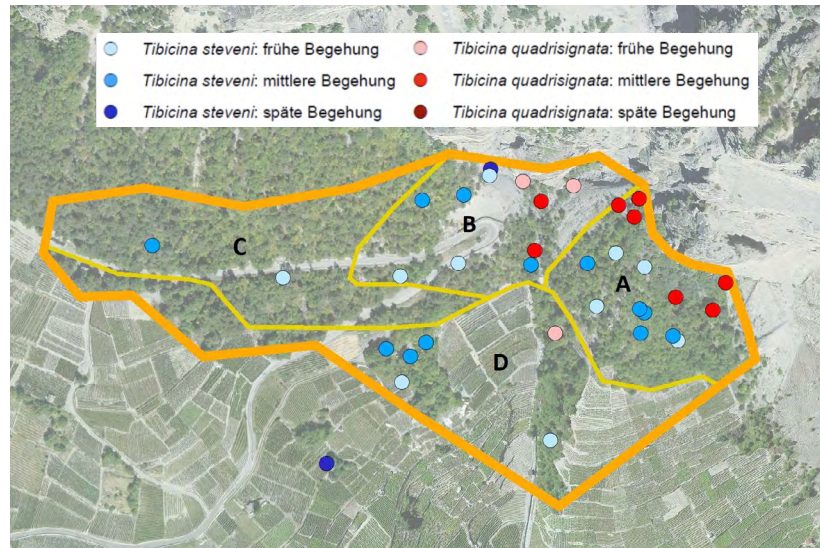 Tibicina steveni: frühe Begehung
Tibicina quadrisignata: frühe Begehung
Tibicina steveni: mittlere Begehung
Tibicina quadrisignata: mittlere Begehung
Tibicina steveni: späte Begehung
Tibicina quadrisignata: späte Begehung
B
C
A
D